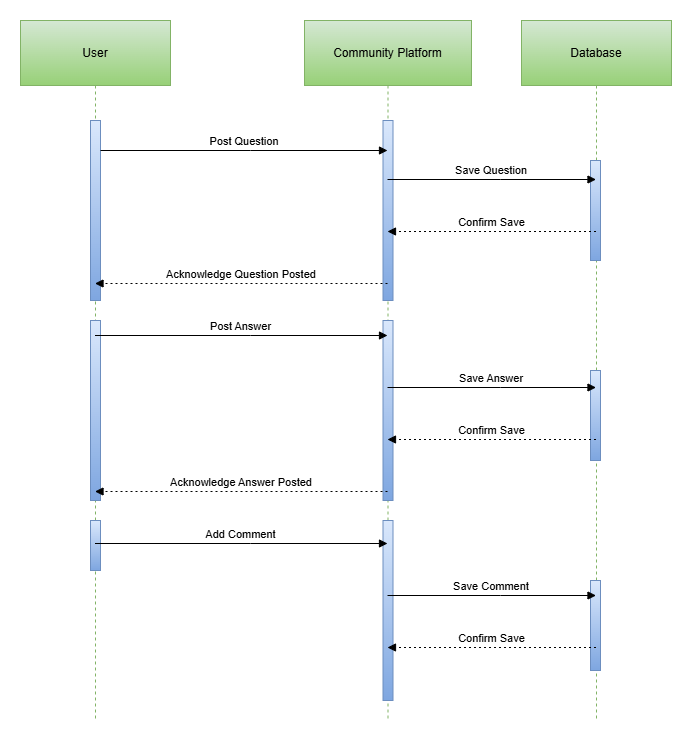 User
Community Platform
Database
Post Question
Save Question
Confirm Save
Acknowledge Question Posted
Post Answer
Save Answer
Confirm Save
Acknowledge Answer Posted
Add Comment
Save Comment
Confirm Save